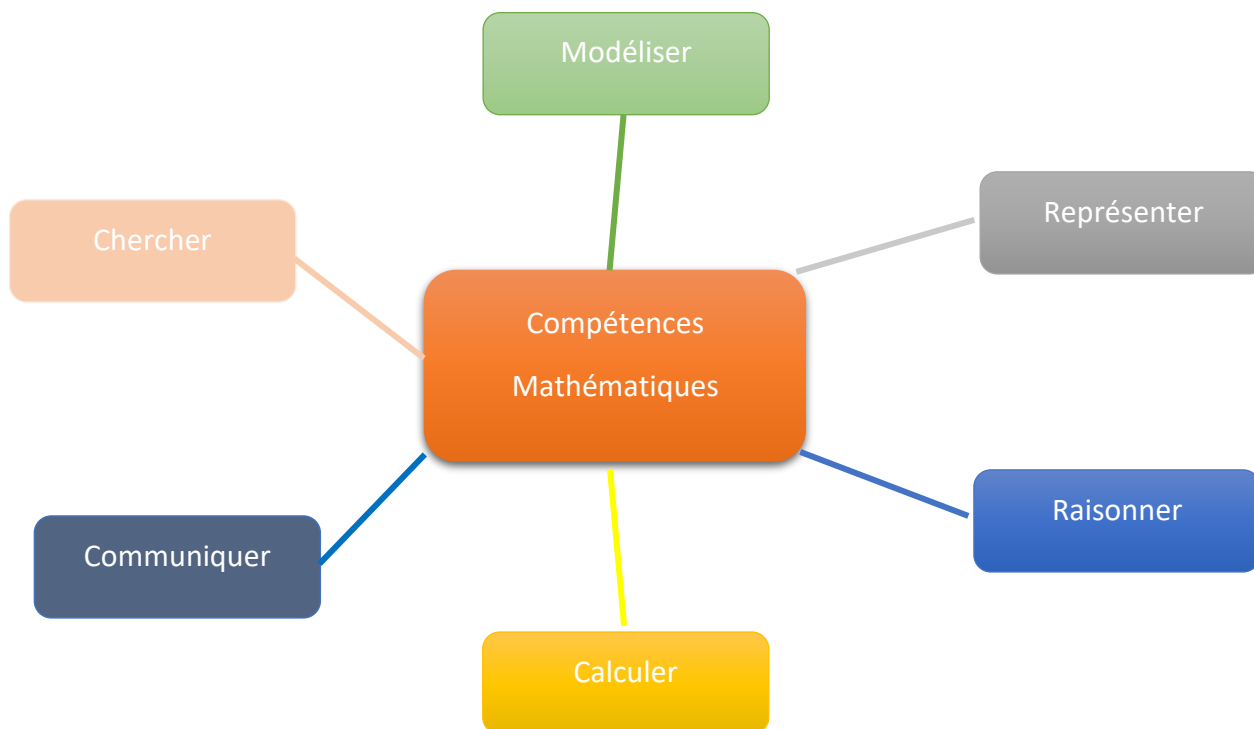 Modéliser
Représenter
Chercher
Compétences
Mathématiques
Raisonner
Communiquer
Calculer